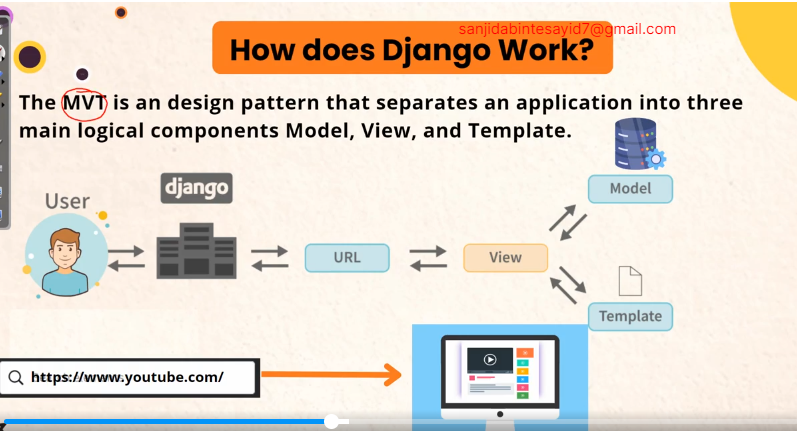 sanjidabintesayid7@gmail.com
How does Django Work?
The MVT is an design pattern that separates an application into three
main logical components Model, View, and Template.
User
django
URL
View
Model
Template
https://www.youtube.com/